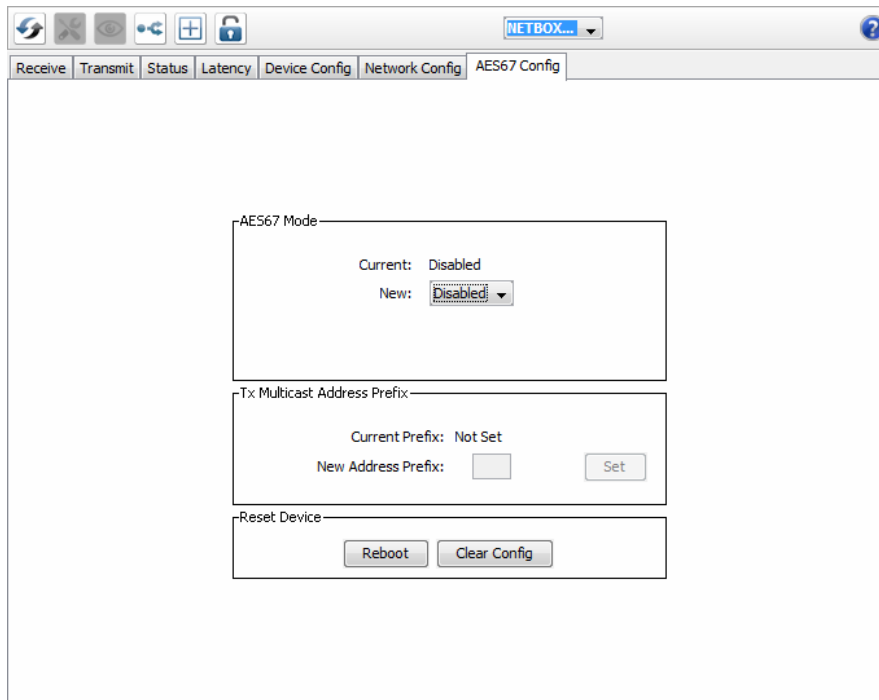 NETBOX...
?
Receive Transmit Status Latency Device Config Network Config AES67 Config
AES67 Mode
Current: Disabled
New: Disabled
Tx Multicast Address Prefix
Current Prefix: Not Set
New Address Prefix: Set
Reset Device
Reboot Clear Config